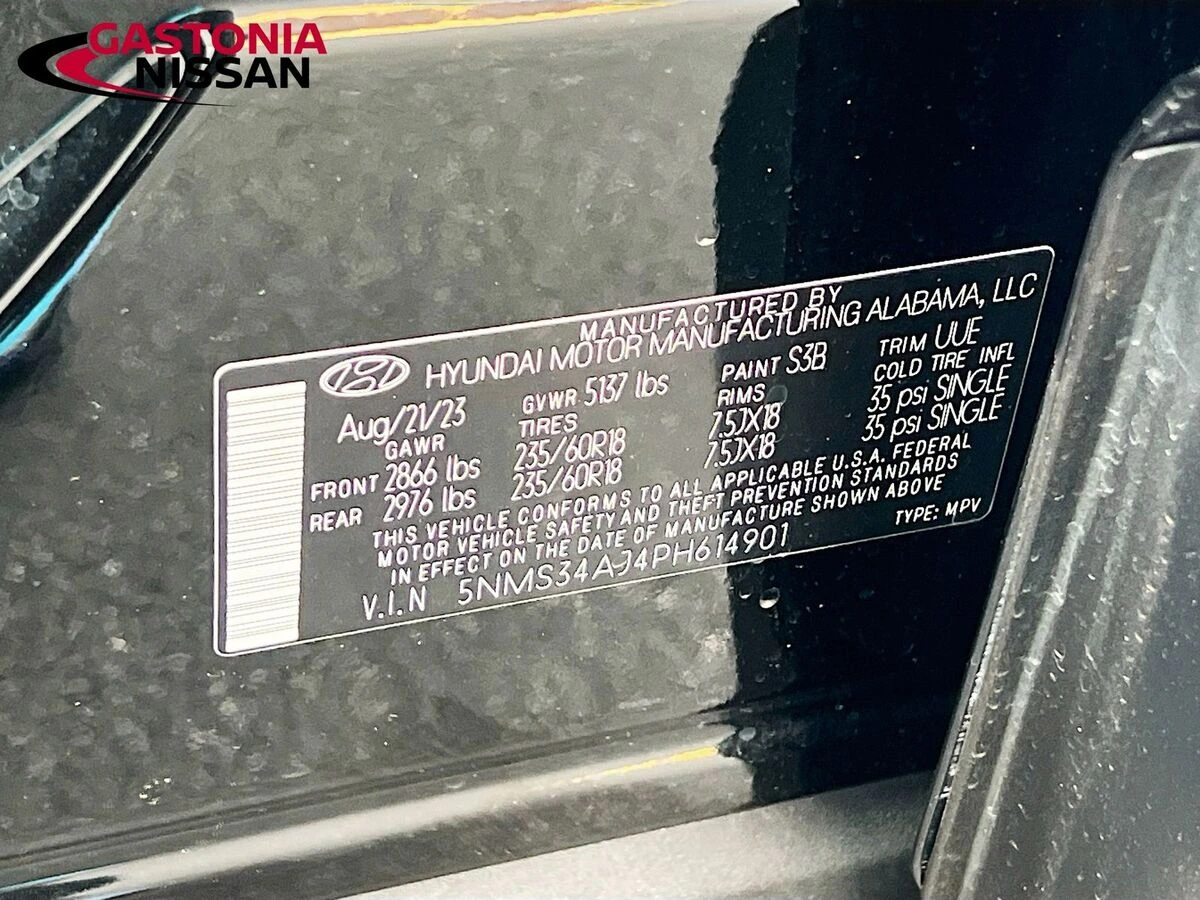 GASTONIA
NISSAN
MANUFACTURED BY
HYUNDAI MOTOR MANUFACTURING ALABAMA, LLC
Aug/21/23 GVWR 5137 lbs PAINT S3B TRIM UUE
GAWR TIRES RIMS COLD TIRE INFL
FRONT 2866 lbs 235/60R18 7.5JX18 35 psi SINGLE
REAR 2976 lbs 235/60R18 7.5JX18 35 psi SINGLE
THIS VEHICLE CONFORMS TO ALL APPLICABLE U.S.A. FEDERAL
MOTOR VEHICLE SAFETY AND THEFT PREVENTION STANDARDS
IN EFFECT ON THE DATE OF MANUFACTURE SHOWN ABOVE
V.I.N 5NMS34AJ4PH614901 TYPE: MPV